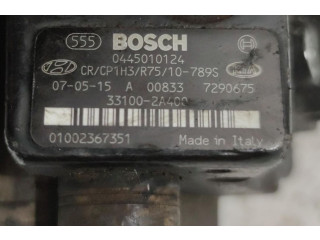 555 BOSCH
0445010124
CR/CP1H3/R75/10-789S
07-05-15 A 00833 7290675
33100-2A400
01002367351 Made in Italy